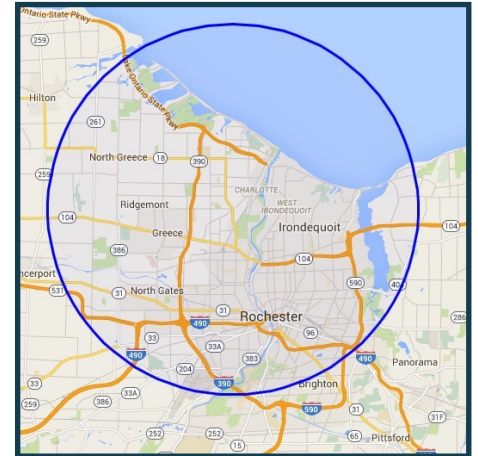 Ontario State Pkwy
259
Hilton
Lake Ontario State Pkwy
261
North Greece
18
390
259
CHARLOTTE
WEST
IRONDEQUOIT
Ridgemont
104
Greece
Irondequoit
104
386
104
ncerport
531
31
North Gates
590
404
31
490
Rochester
286
33
33A
96
490
383
490
Panorama
204
33
390
Brighton
386
33A
259
590
31
31F
252
252
65
Pittsford
15